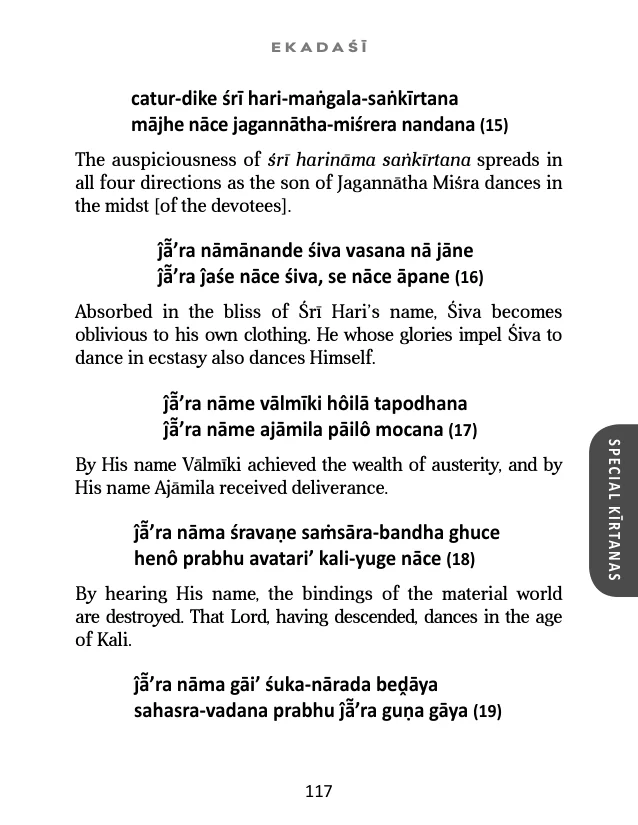 EKADAŚĪ
catur-dike śrī hari-maṅgala-saṅkīrtana
mājhe nāce jagannātha-miśrera nandana (15)
The auspiciousness of śrī harināma saṅkīrtana spreads in
all four directions as the son of Jagannātha Miśra dances in
the midst [of the devotees].
ĵā̃’ra nāmānande śiva vasana nā jāne
ĵā̃’ra ĵaśe nāce śiva, se nāce āpane (16)
Absorbed in the bliss of Śrī Hari’s name, Śiva becomes
oblivious to his own clothing. He whose glories impel Śiva to
dance in ecstasy also dances Himself.
ĵā̃’ra nāme vālmīki hôilā tapodhana
ĵā̃’ra nāme ajāmila pāilô mocana (17)
By His name Vālmīki achieved the wealth of austerity, and by
His name Ajāmila received deliverance.
ĵā̃’ra nāma śravaṇe saṁsāra-bandha ghuce
henô prabhu avatari’ kali-yuge nāce (18)
By hearing His name, the bindings of the material world
are destroyed. That Lord, having descended, dances in the age
of Kali.
ĵā̃’ra nāma gāi’ śuka-nārada beḓāya
sahasra-vadana prabhu ĵā̃’ra guṇa gāya (19)
SPECIAL KĪRTANAS
117